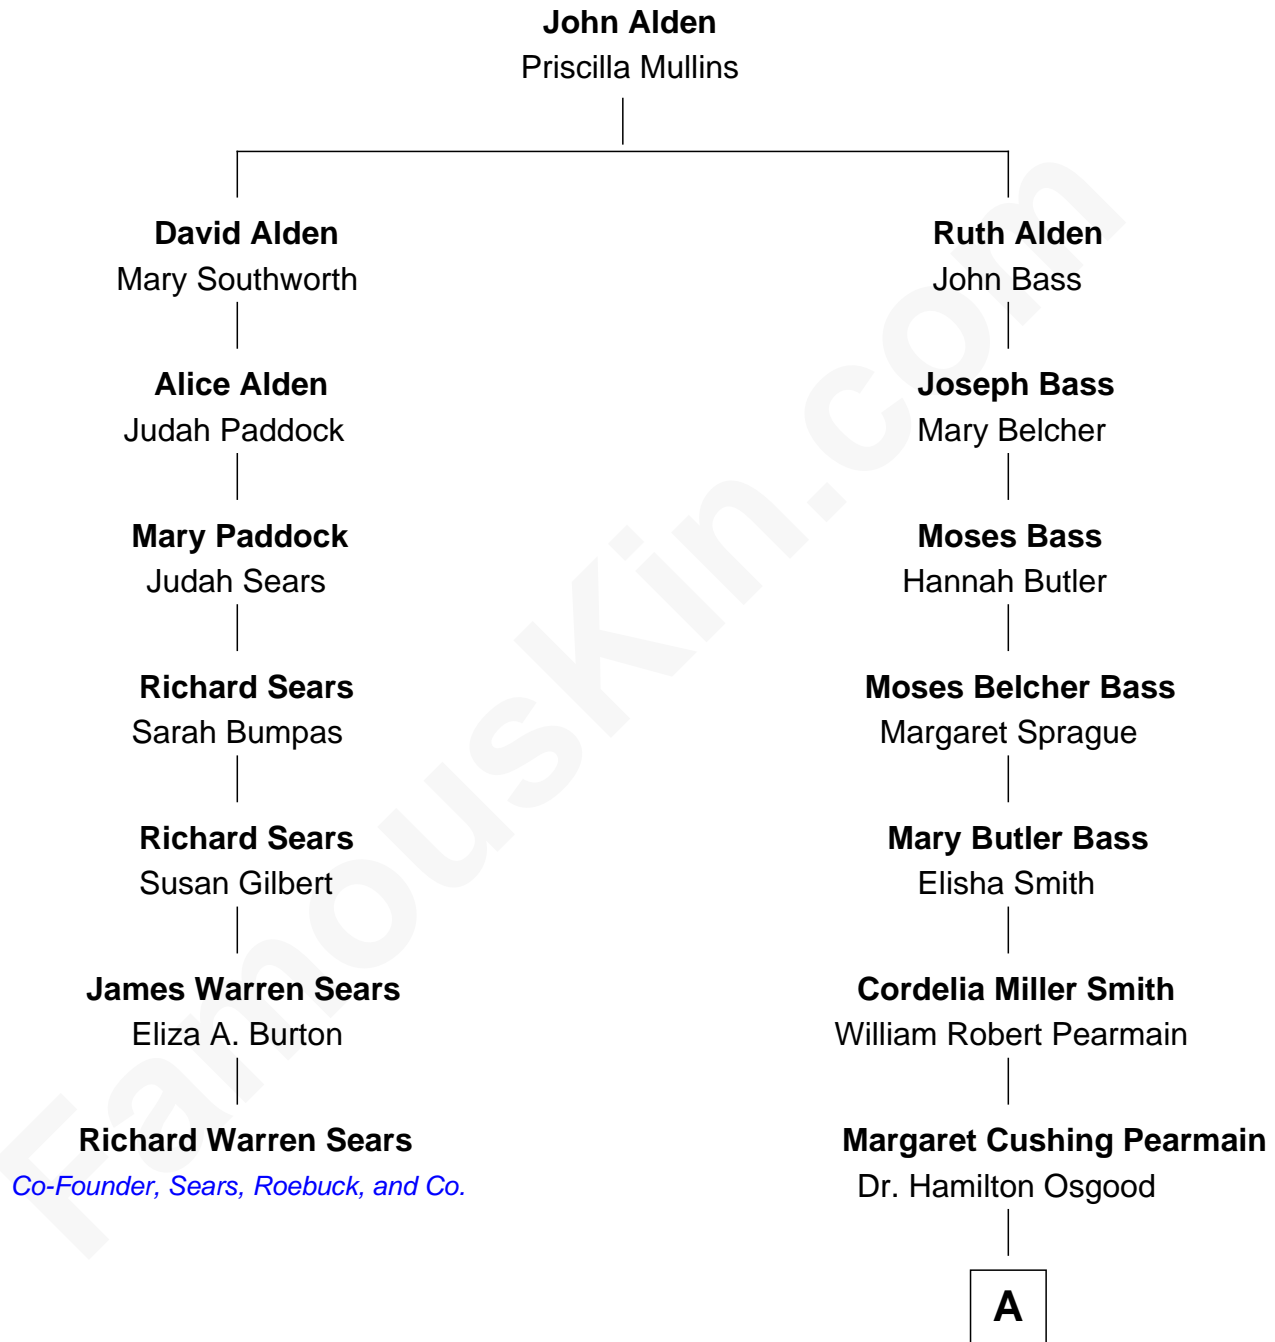 John Alden
Priscilla Mullins
David Alden
Mary Southworth
Ruth Alden
John Bass
Alice Alden
Judah Paddock
Joseph Bass
Mary Belcher
Mary Paddock
Judah Sears
Moses Bass
Hannah Butler
Richard Sears
Sarah Bumpas
Moses Belcher Bass
Margaret Sprague
Richard Sears
Susan Gilbert
Mary Butler Bass
Elisha Smith
James Warren Sears
Eliza A. Burton
Cordelia Miller Smith
William Robert Pearmain
Richard Warren Sears
Co-Founder, Sears, Roebuck, and Co.
Margaret Cushing Pearmain
Dr. Hamilton Osgood
A
FamousKin.com